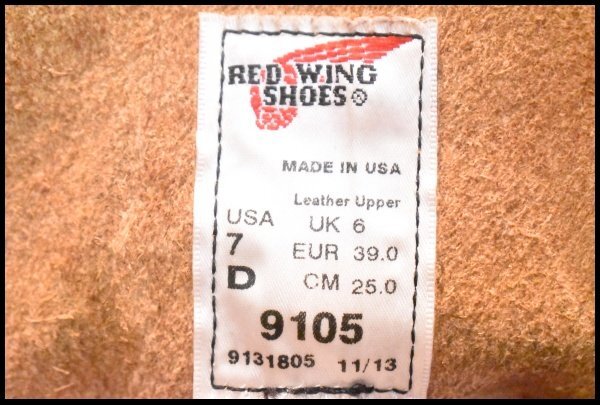 RED WING
SHOES®
MADE IN USA
Leather Upper
USA UK 6
7 EUR 39.0
D CM 25.0
9105
9131805 11/13